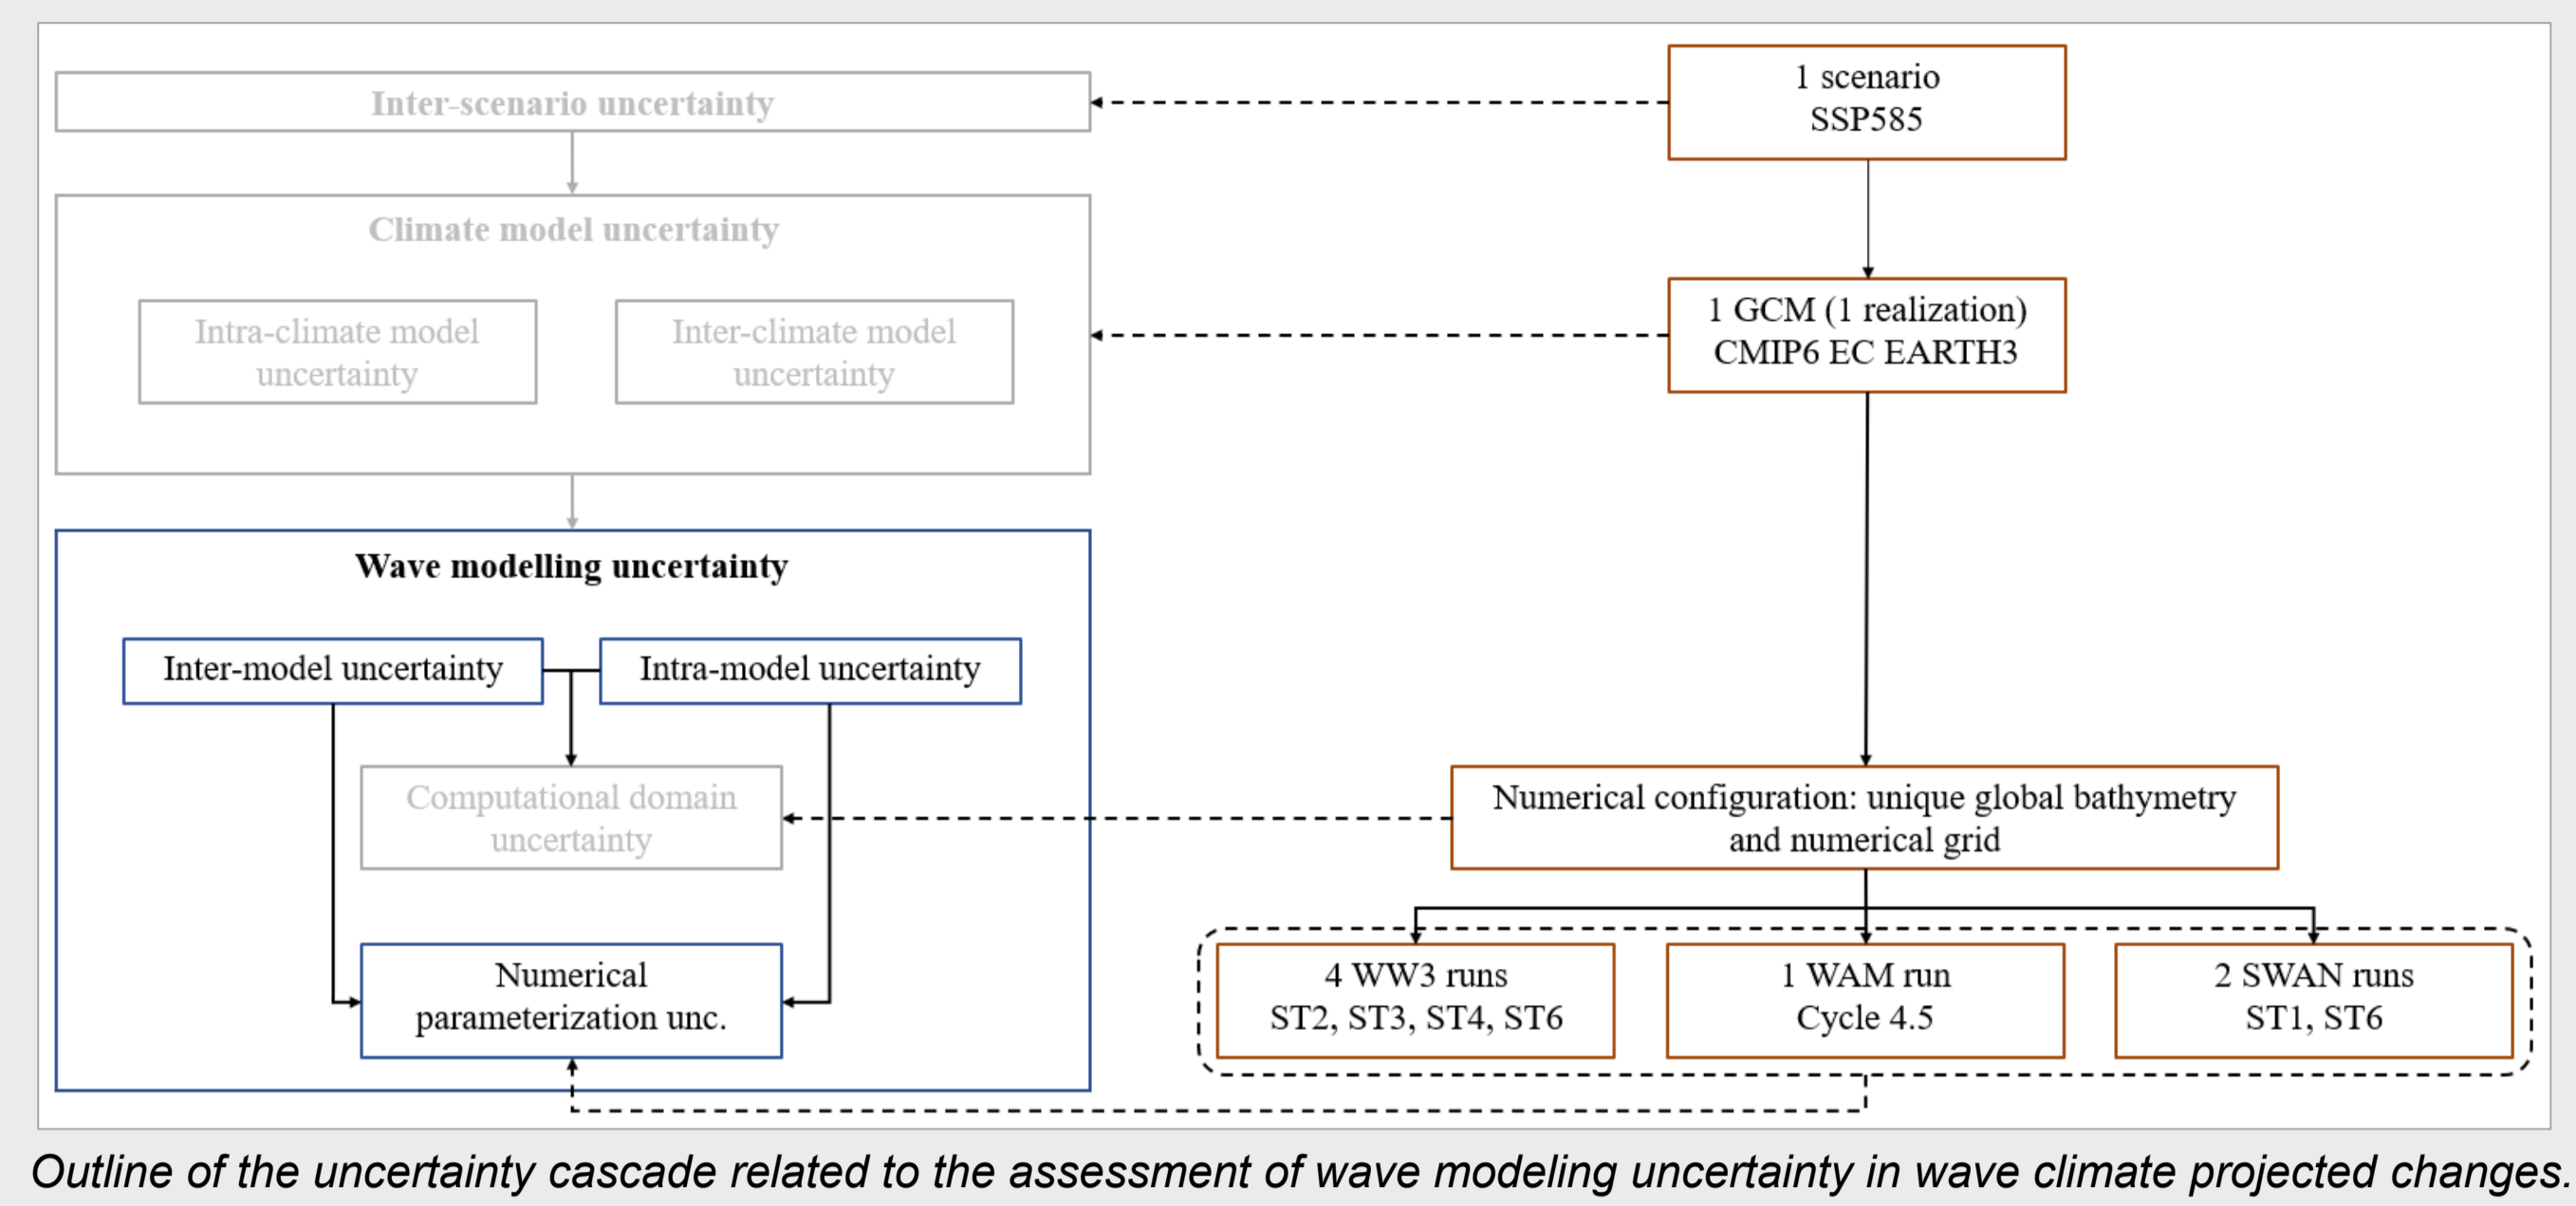 Inter-scenario uncertainty
1 scenario
SSP585
Climate model uncertainty
Intra-climate model
uncertainty
Inter-climate model
uncertainty
1 GCM (1 realization)
CMIP6 EC EARTH3
Wave modelling uncertainty
Inter-model uncertainty
Intra-model uncertainty
Computational domain
uncertainty
Numerical configuration: unique global bathymetry
and numerical grid
Numerical
parameterization unc.
4 WW3 runs
ST2, ST3, ST4, ST6
1 WAM run
Cycle 4.5
2 SWAN runs
ST1, ST6
Outline of the uncertainty cascade related to the assessment of wave modeling uncertainty in wave climate projected changes.